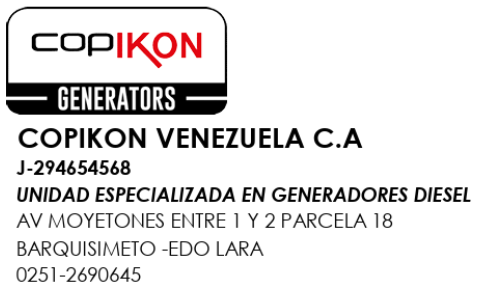 COPIKON
GENERATORS
COPIKON VENEZUELA C.A
J-294654568
UNIDAD ESPECIALIZADA EN GENERADORES DIESEL
AV MOYETONES ENTRE 1 Y 2 PARCELA 18
BARQUISIMETO -EDO LARA
0251-2690645